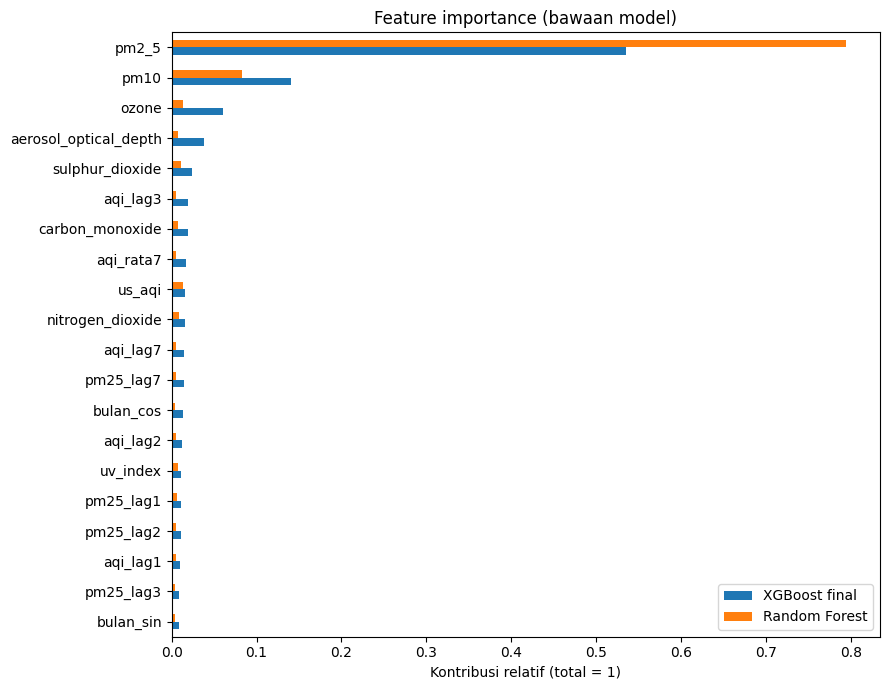 Feature importance (bawaan model)
pm2_5
pm10
ozone
aerosol_optical_depth
sulphur_dioxide
aqi_lag3
carbon_monoxide
aqi_rata7
us_aqi
nitrogen_dioxide
aqi_lag7
pm25_lag7
bulan_cos
aqi_lag2
uv_index
pm25_lag1
pm25_lag2
aqi_lag1
pm25_lag3
bulan_sin
XGBoost final
Random Forest
0.0 0.1 0.2 0.3 0.4 0.5 0.6 0.7 0.8
Kontribusi relatif (total = 1)